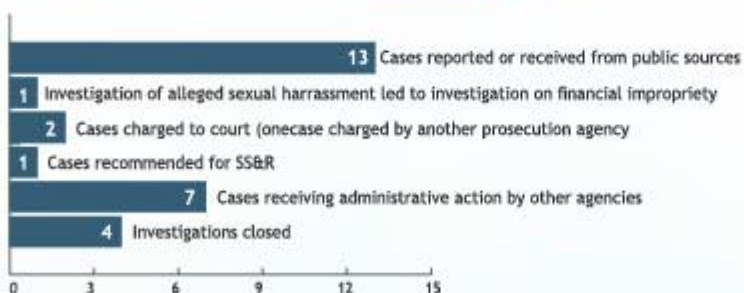 13 Cases reported or received from public sources
1 Investigation of alleged sexual harrassment led to investigation on financial impropriety
2 Cases charged to court (onecase charged by another prosecution agency
1 Cases recommended for SS&R
7 Cases receiving administrative action by other agencies
4 Investigations closed
0 3 6 9 12 15